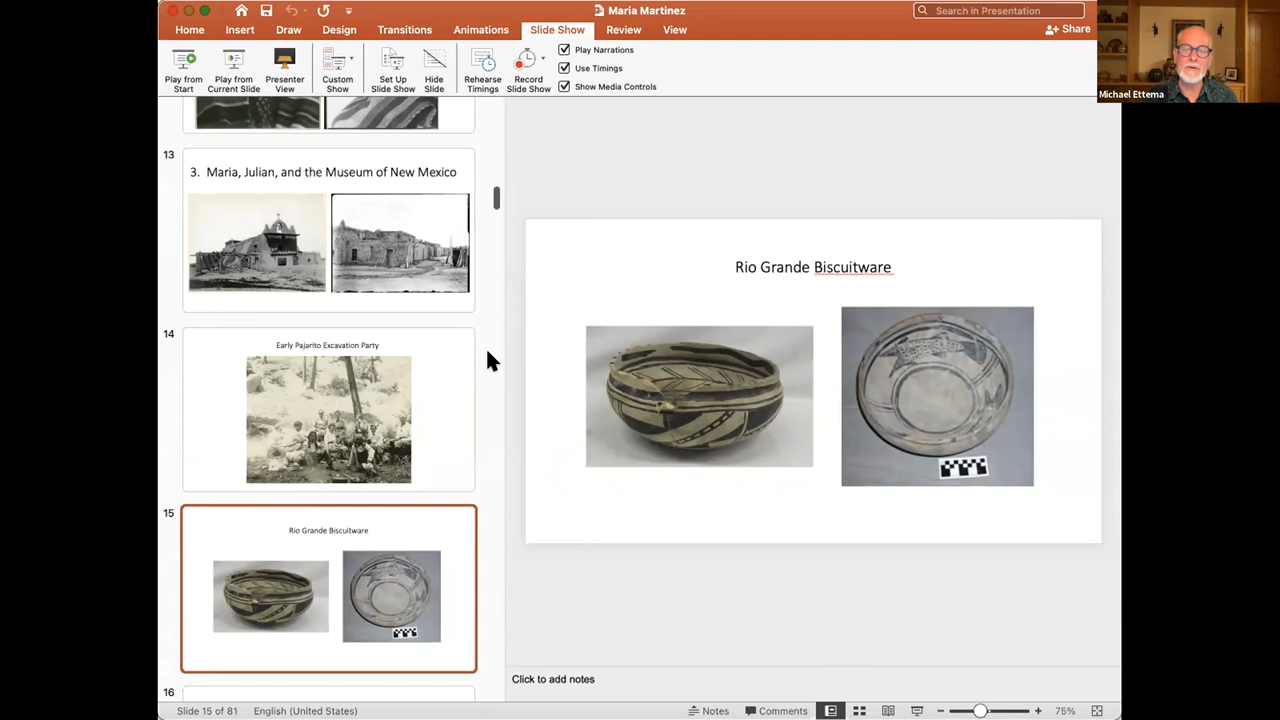 Maria Martinez
Search in Presentation
Home Insert Draw Design Transitions Animations Slide Show Review View
Share
Play from Start
Play from Current Slide
Presenter View
Custom Show
Set Up Slide Show
Hide Slide
Rehearse Timings
Record Slide Show
Play Narrations
Use Timings
Show Media Controls
Michael Ettema
13
3. Maria, Julian, and the Museum of New Mexico
14
Early Pajarito Excavation Party
15
Rio Grande Biscuitware
16
Rio Grande Biscuitware
Click to add notes
Slide 15 of 81 English (United States)
Notes Comments 75%